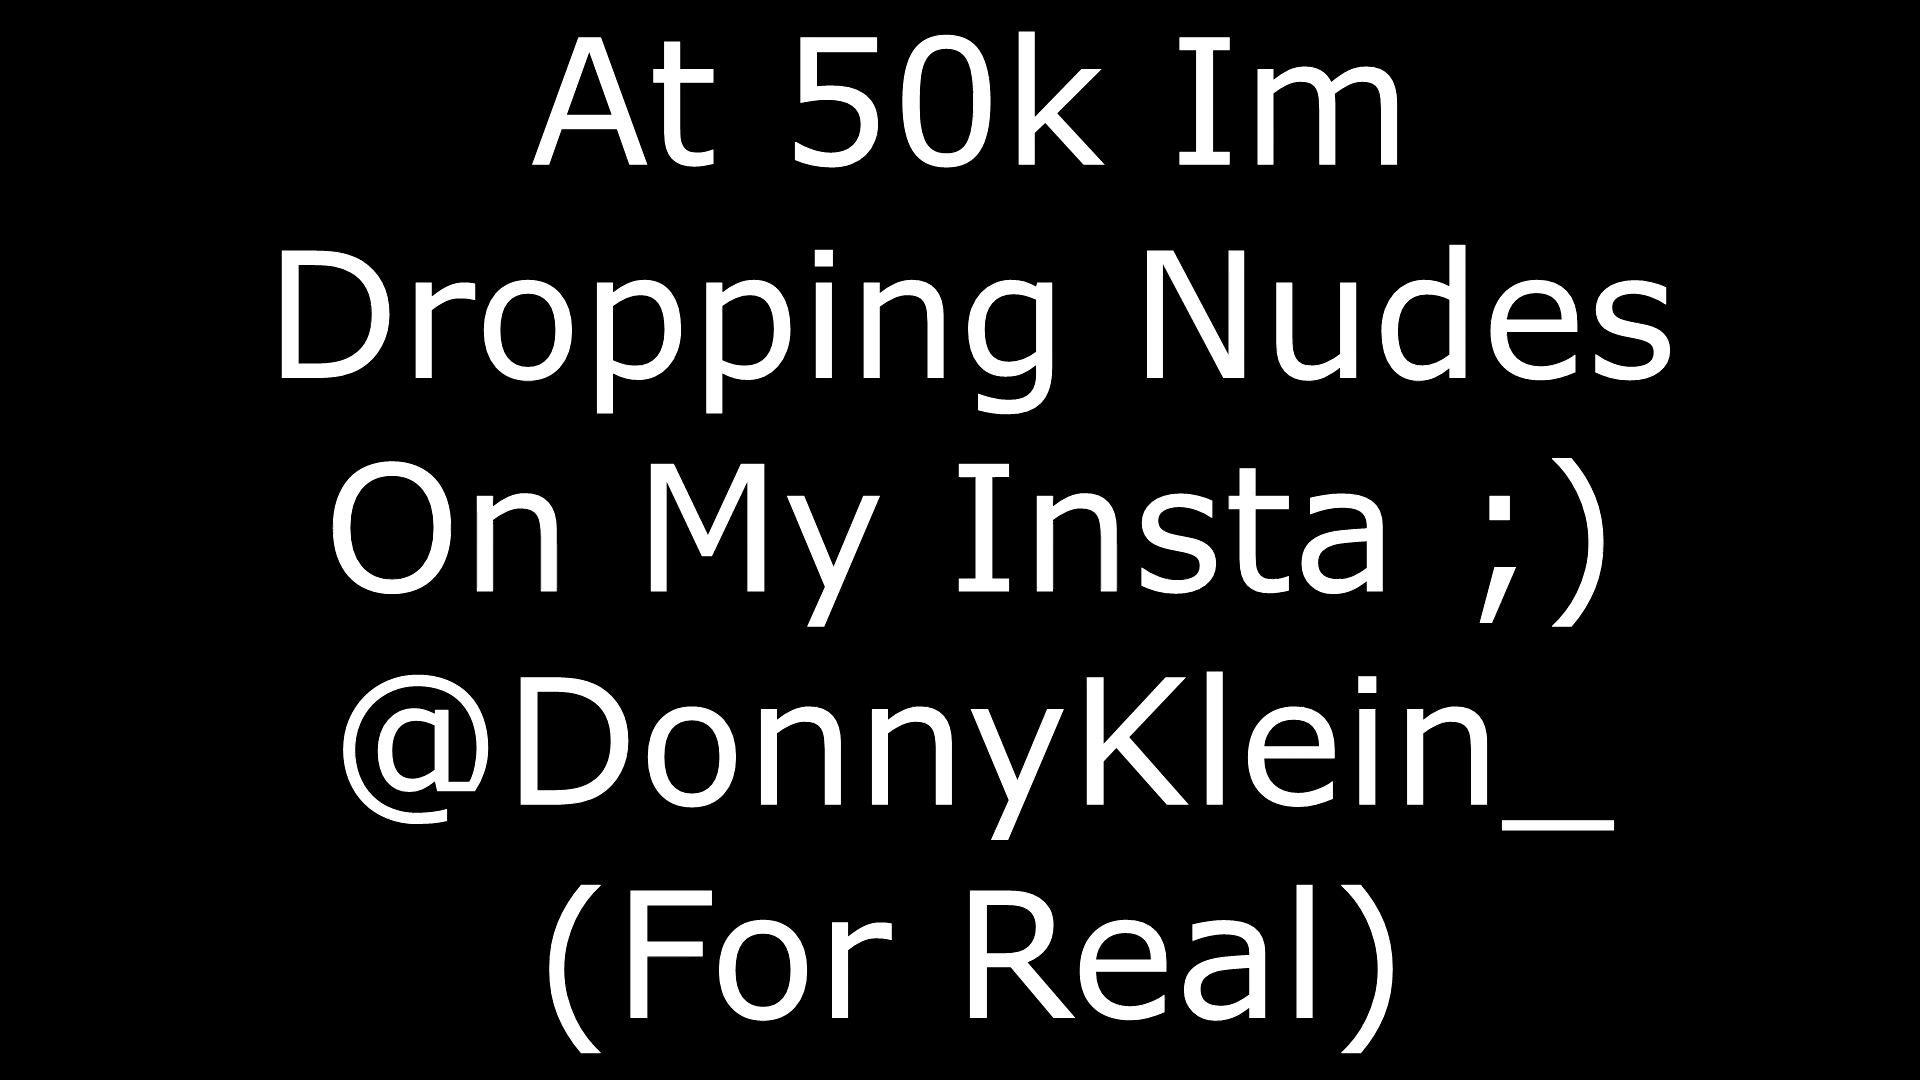 At 50k Im
Dropping Nudes
On My Insta ;)
@DonnyKlein_
(For Real)